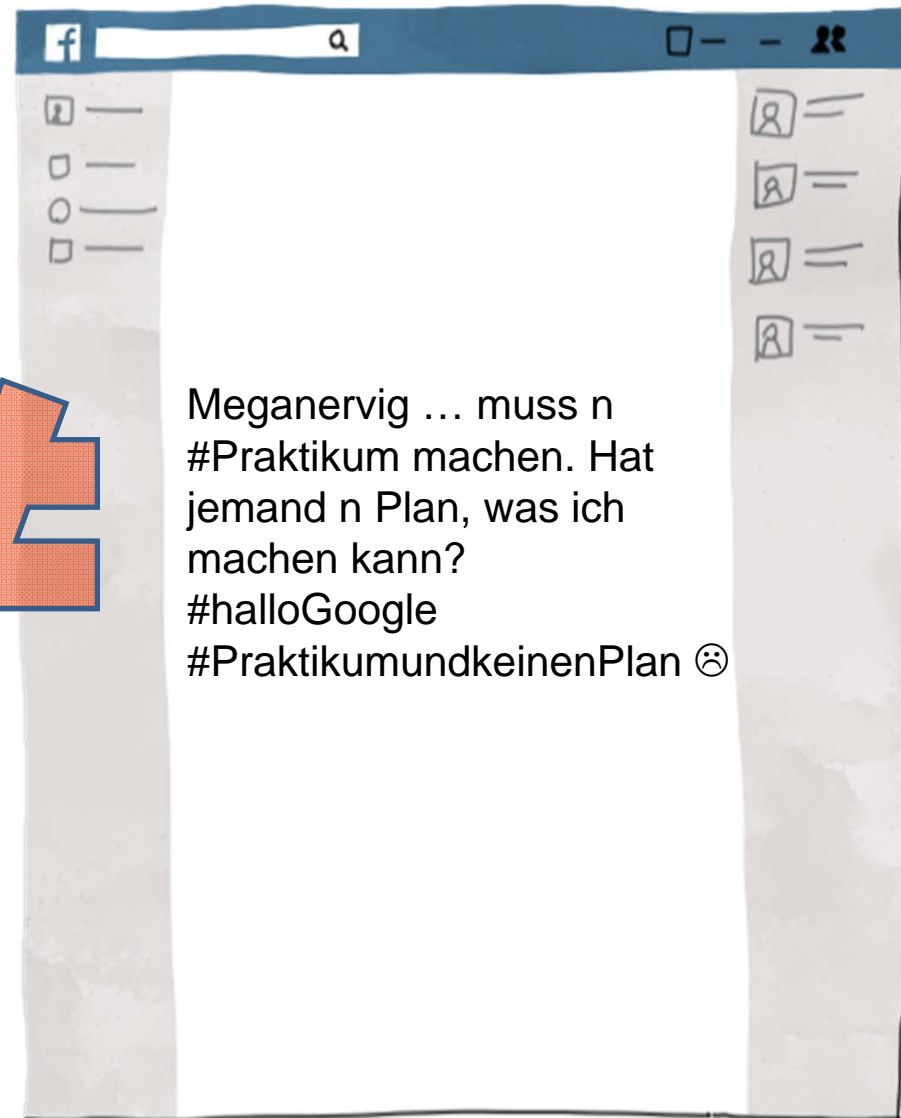 f
Meganervig … muss n
#Praktikum machen. Hat
jemand n Plan, was ich
machen kann?
#halloGoogle
#PraktikumundkeinenPlan ☹